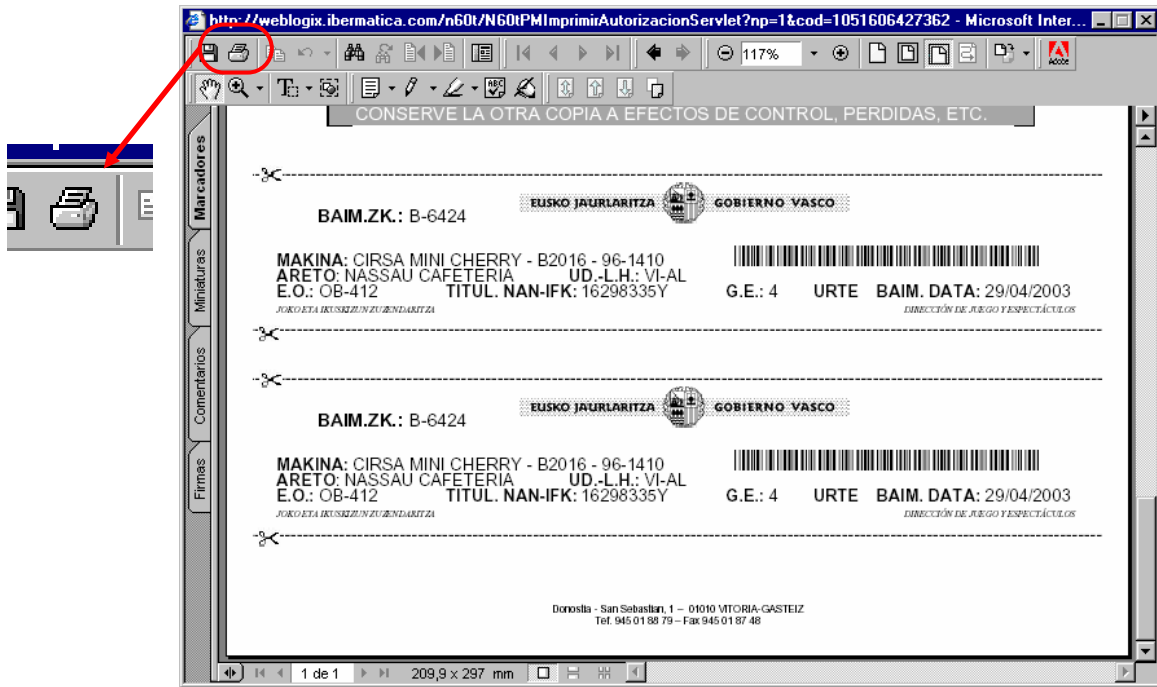 http://weblogix.ibermatica.com/n60t/N60tPMImprimirAutorizacionServlet?np=1&cod=1051606427362 - Microsoft Inter...
117%
Adobe
CONSERVE LA OTRA COPIA A EFECTOS DE CONTROL, PERDIDAS, ETC.
Marcadores
Miniaturas
Comentarios
Firmas
EUSKO JAURLARITZA GOBIERNO VASCO
BAIM.ZK.: B-6424
MAKINA: CIRSA MINI CHERRY - B2016 - 96-1410
ARETO: NASSAU CAFETERIA UD.-L.H.: VI-AL
E.O.: OB-412 TITUL. NAN-IFK: 16298335Y G.E.: 4 URTE BAIM. DATA: 29/04/2003
JOKO ETA IKUSKIZUN ZUZENDARITZA DIRECCIÓN DE JUEGO Y ESPECTÁCULOS
EUSKO JAURLARITZA GOBIERNO VASCO
BAIM.ZK.: B-6424
MAKINA: CIRSA MINI CHERRY - B2016 - 96-1410
ARETO: NASSAU CAFETERIA UD.-L.H.: VI-AL
E.O.: OB-412 TITUL. NAN-IFK: 16298335Y G.E.: 4 URTE BAIM. DATA: 29/04/2003
JOKO ETA IKUSKIZUN ZUZENDARITZA DIRECCIÓN DE JUEGO Y ESPECTÁCULOS
Donostia - San Sebastian, 1 – 01010 VITORIA-GASTEIZ
Tef. 945 01 88 79 – Fax 945 01 87 48
1 de 1 209,9 x 297 mm